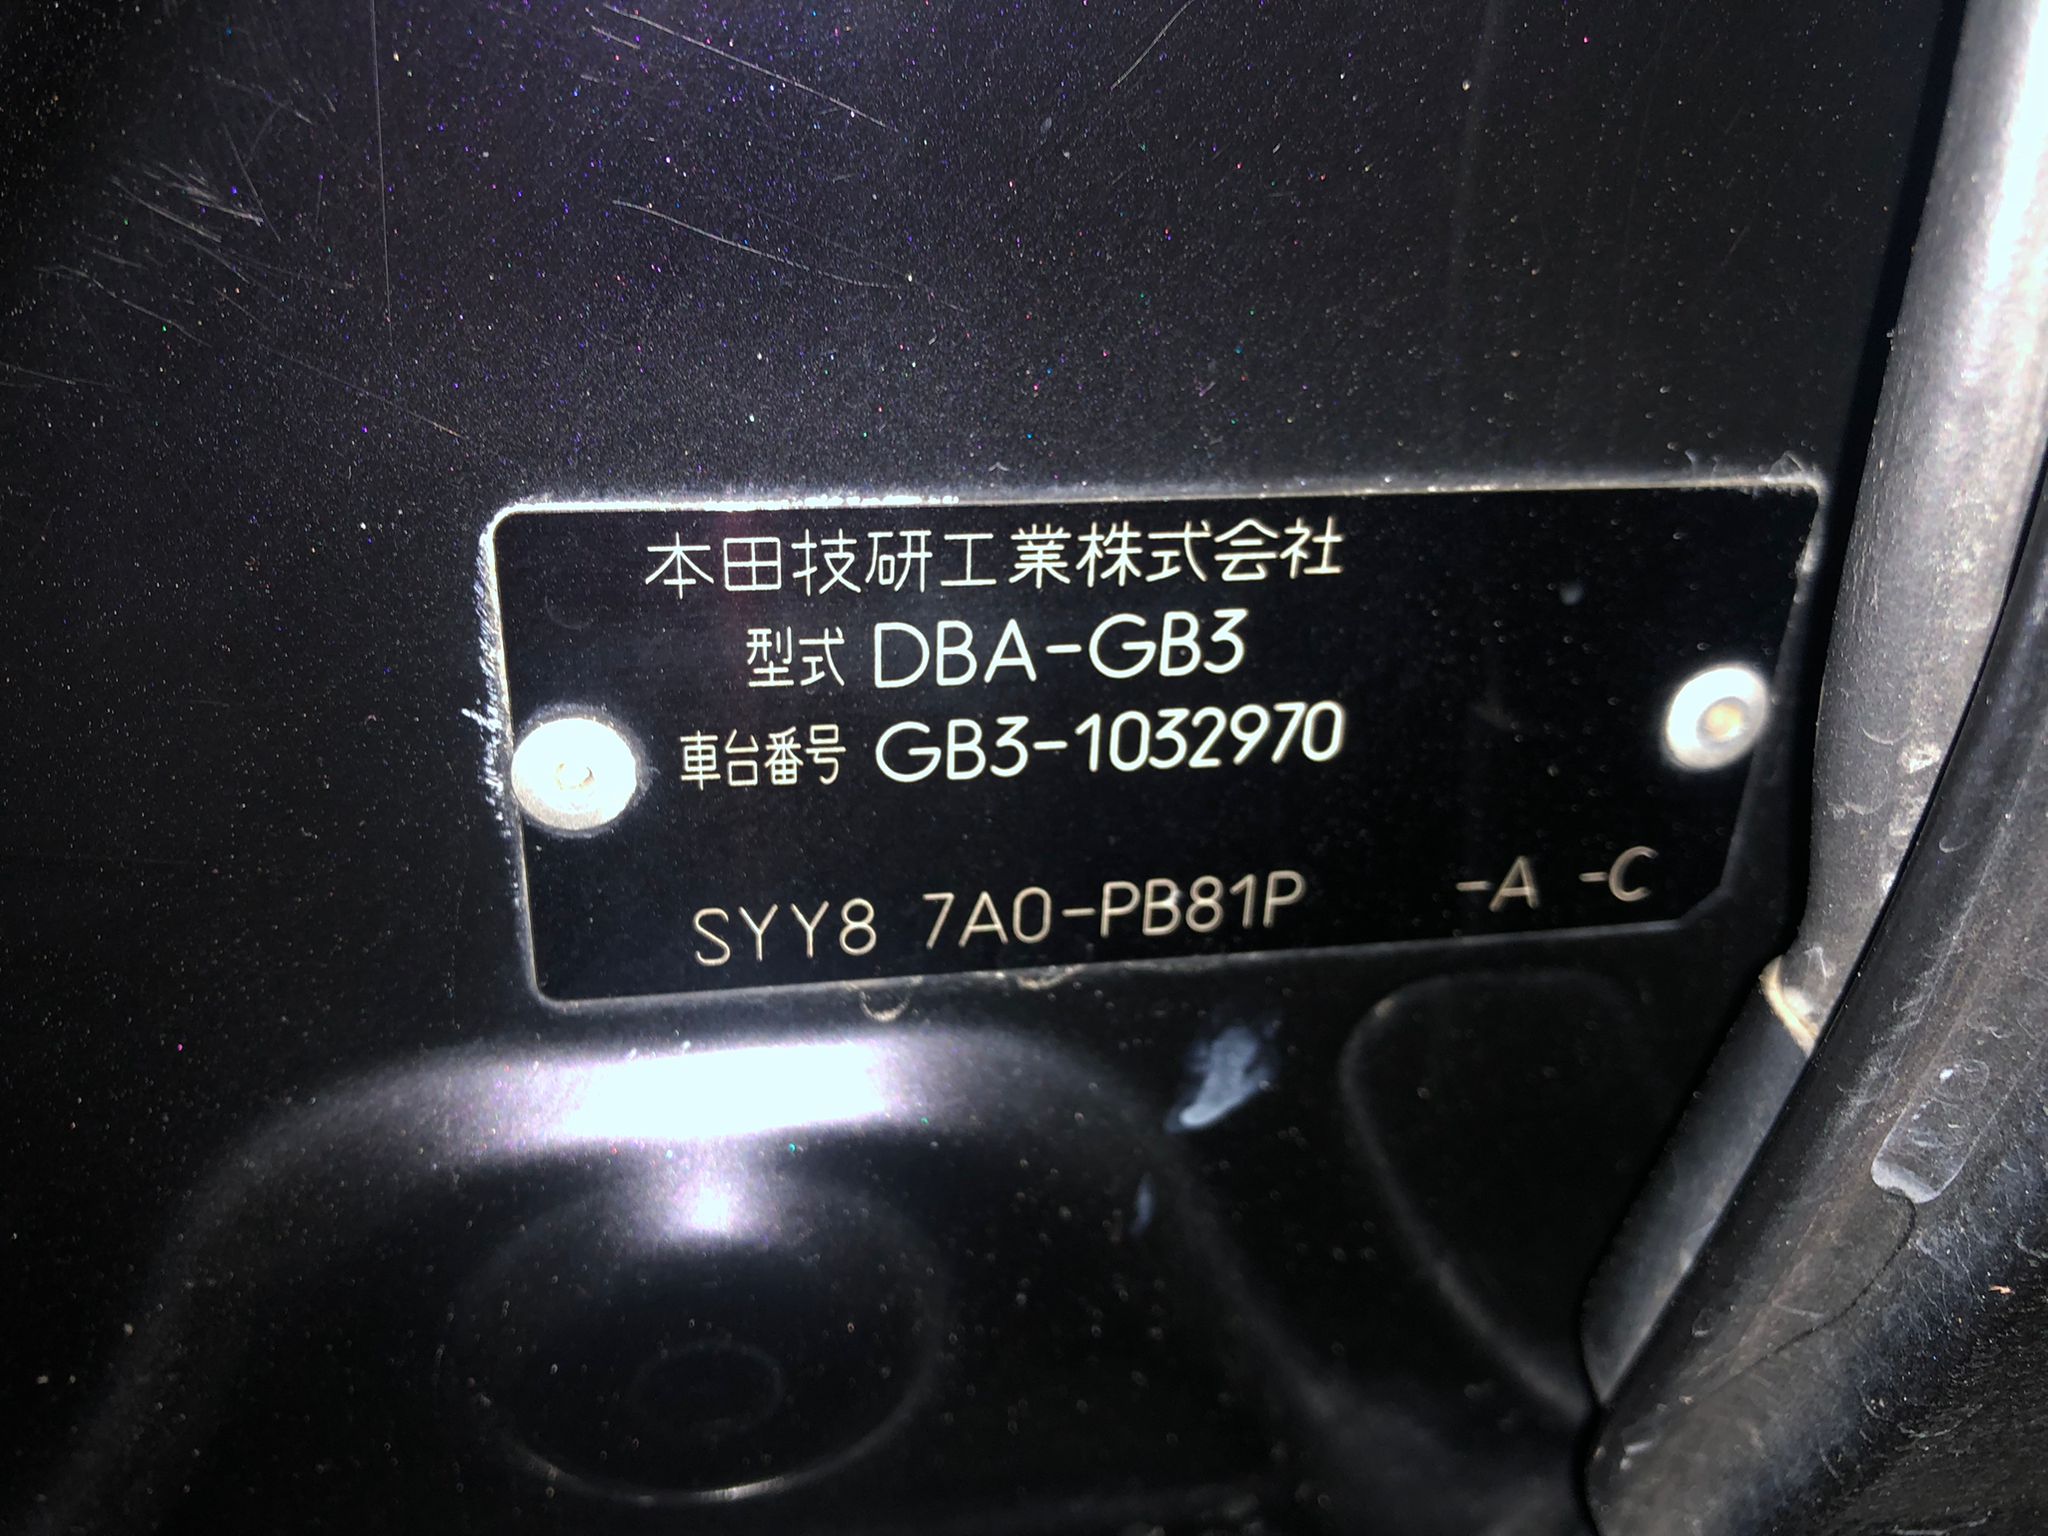 本田技研工業株式会社
型式 DBA-GB3
車台番号 GB3-1032970
SYY8 7A0-PB81P -A -C